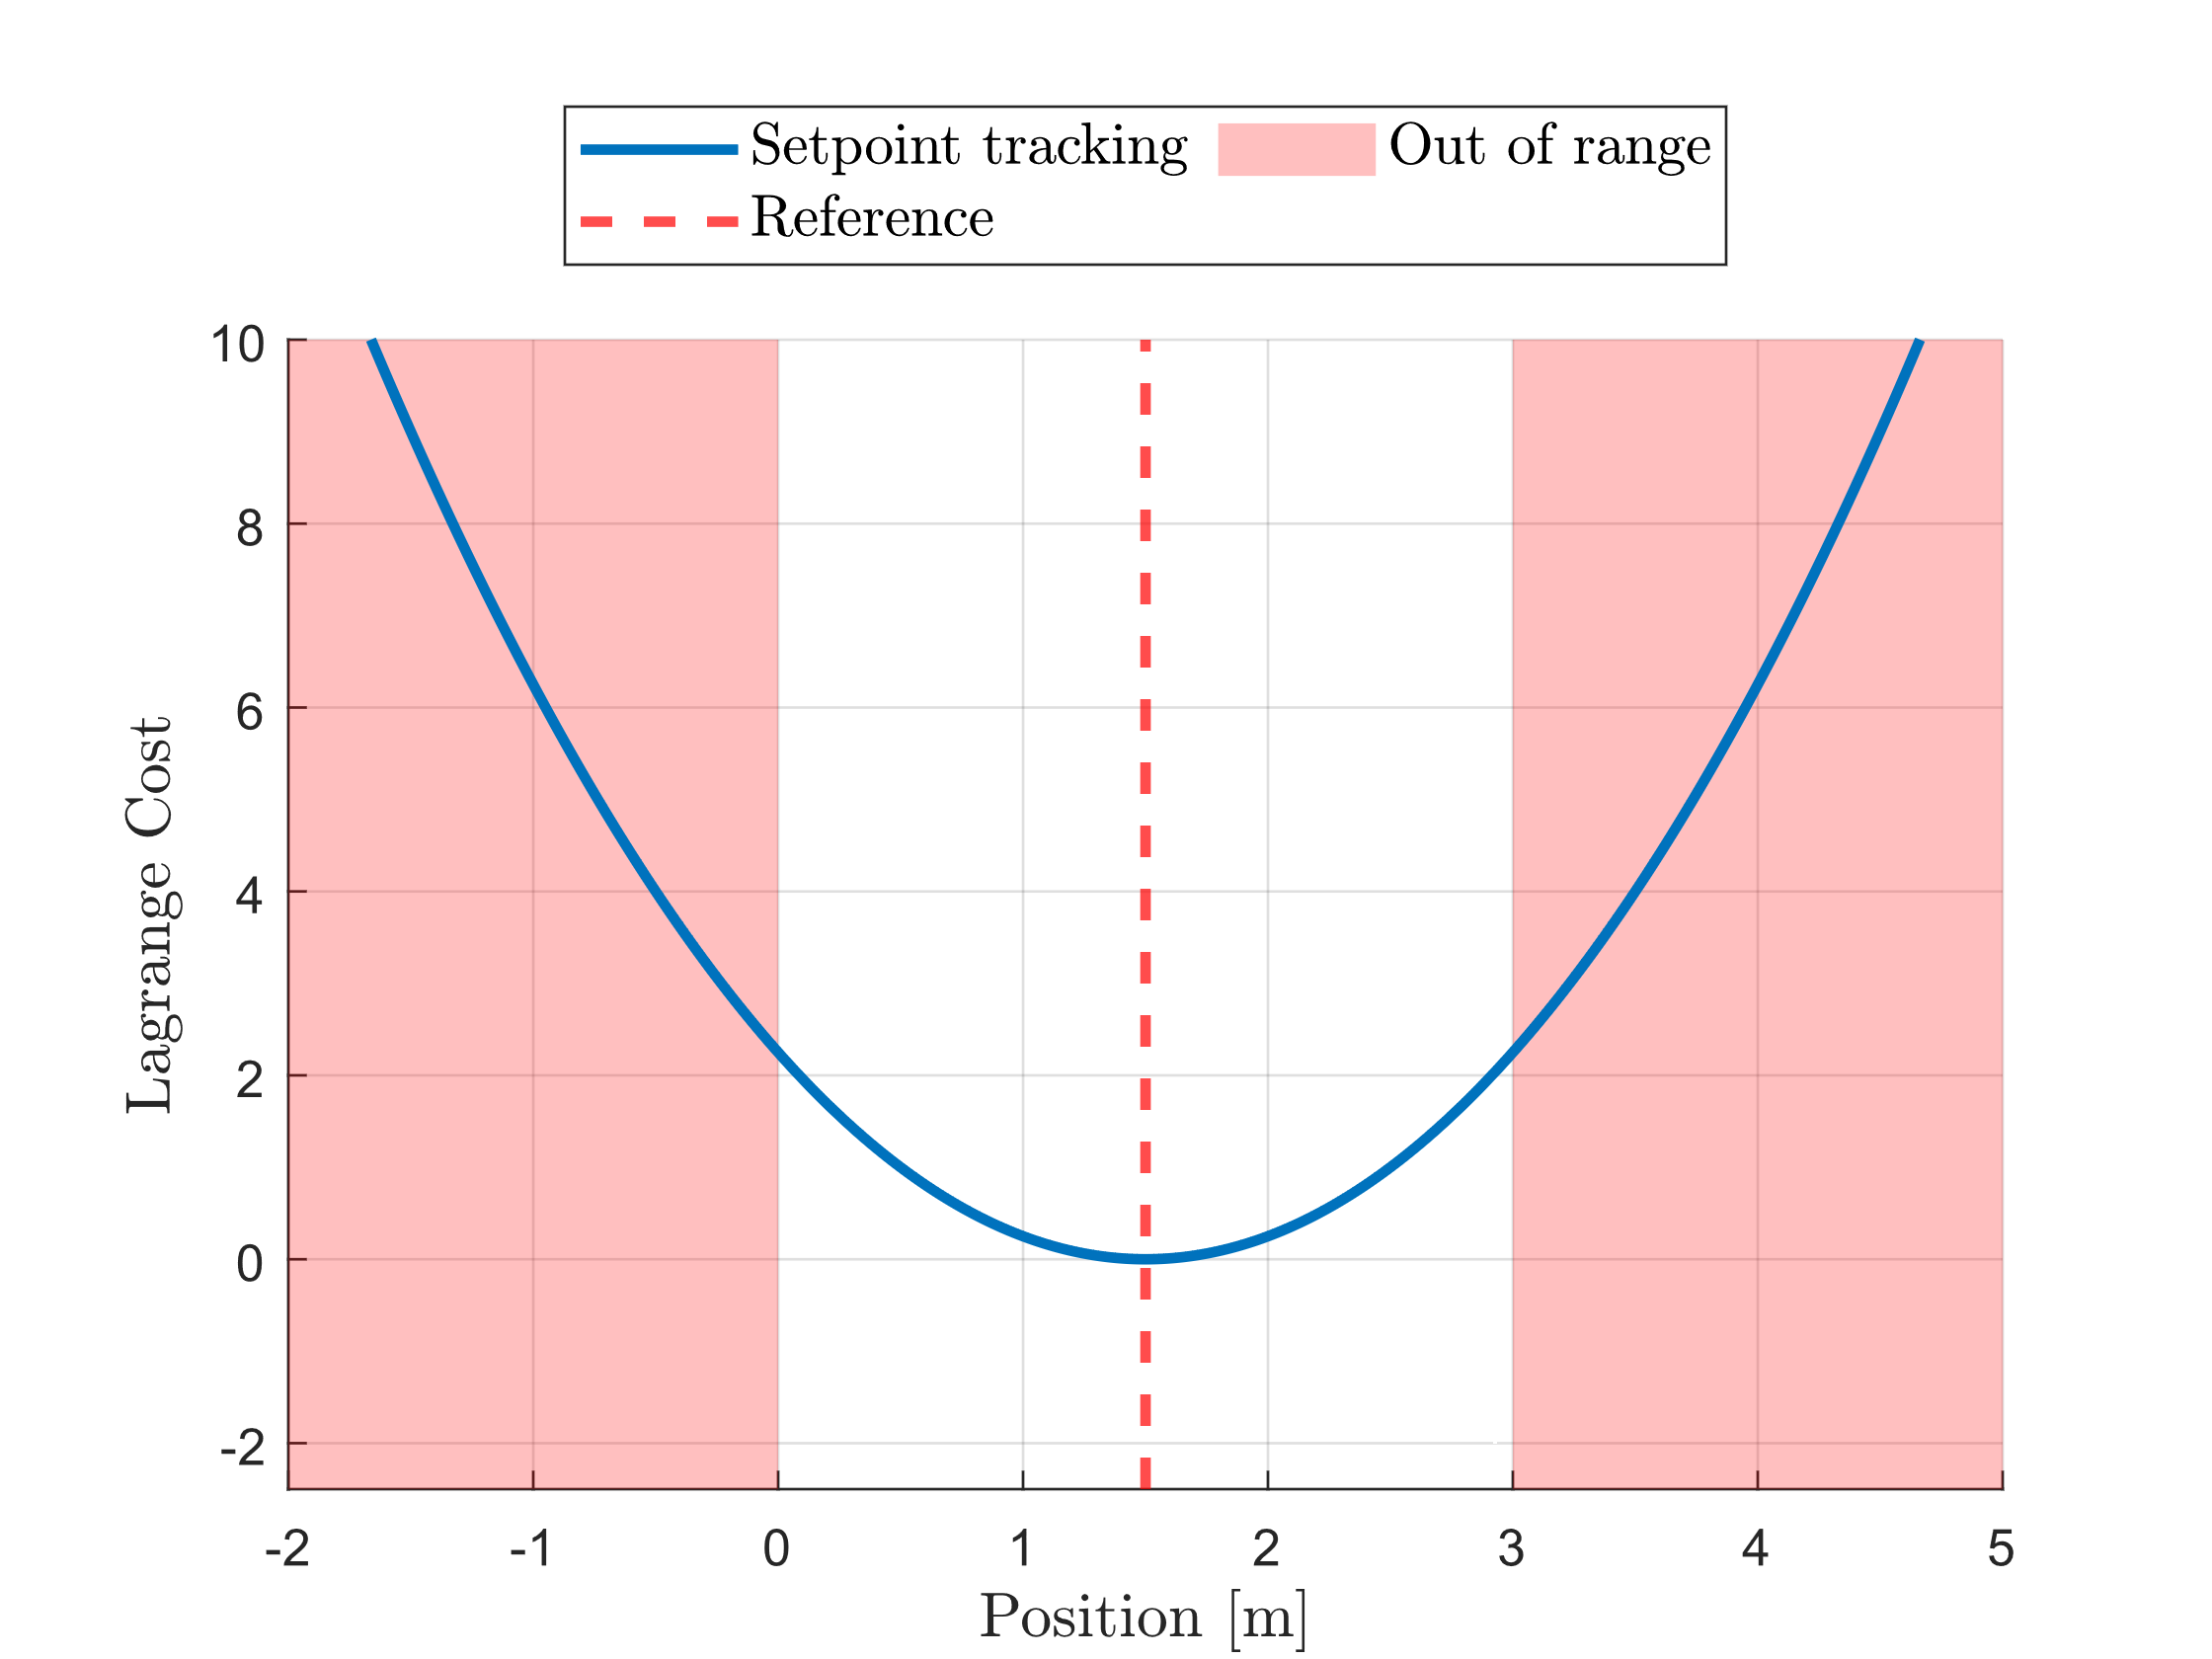 Setpoint tracking Out of range
Reference
10
8
6
4
2
0
-2
Lagrange Cost
-2 -1 0 1 2 3 4 5
Position [m]